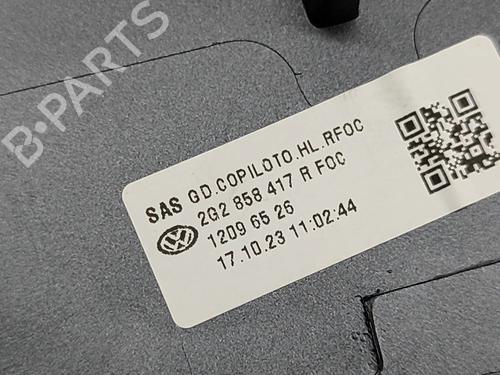 B-PARTS
SAS GD.COPILOTO.HL.RFOC
2G2 858 417 R FOC
1209 65 26
17.10.23 11:02:44